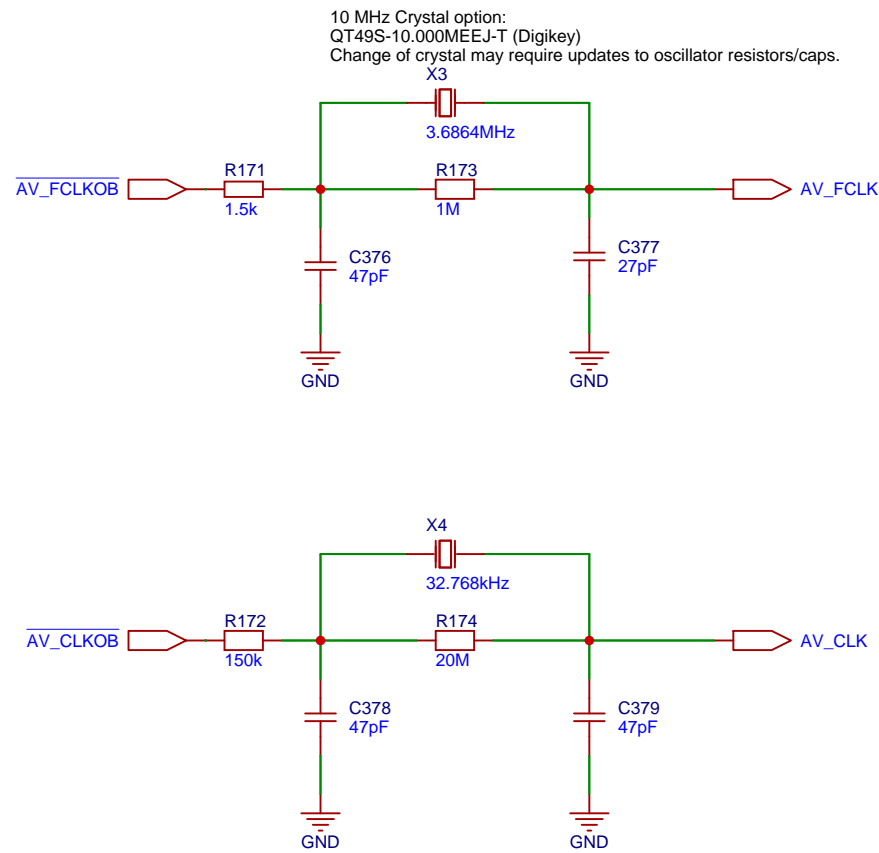 10 MHz Crystal option:
QT49S-10.000MEEJ-T (Digikey)
Change of crystal may require updates to oscillator resistors/caps.
X3
3.6864MHz
AV_FCLKOB
R171
1.5k
R173
1M
AV_FCLK
C376
47pF
C377
27pF
GND
GND
X4
32.768kHz
AV_CLKOB
R172
150k
R174
20M
AV_CLK
C378
47pF
C379
47pF
GND
GND